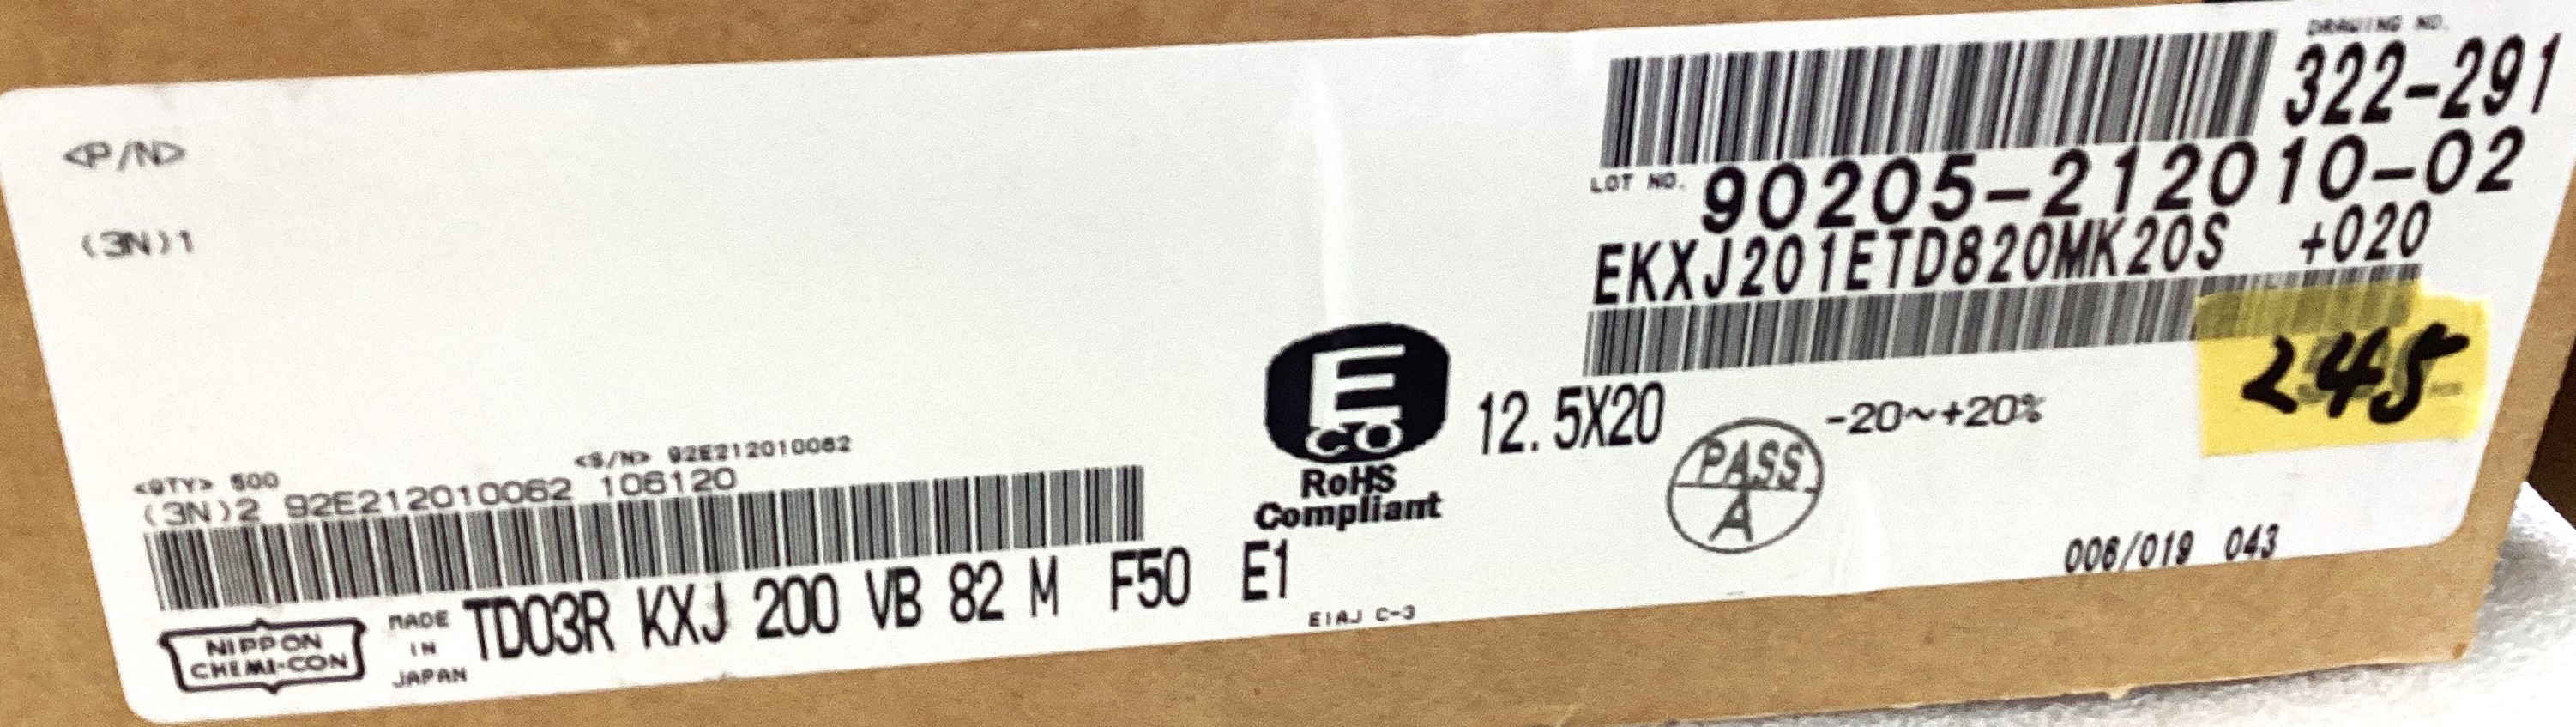 <P/N>
(3N)1
DRAWING NO.
322-291
LOT NO. 90205-212010-02
EKXJ201ETD820MK20S +020
245
ECO
RoHS
Compliant
12.5X20
-20~+20%
PASS
A
<QTY> 500 <S/N> 92E212010062
(3N)2 92E212010062 106120
006/019 043
NIPPON
CHEMI-CON
MADE
IN
JAPAN
TD03R KXJ 200 VB 82 M F50 E1
EIAJ C-3